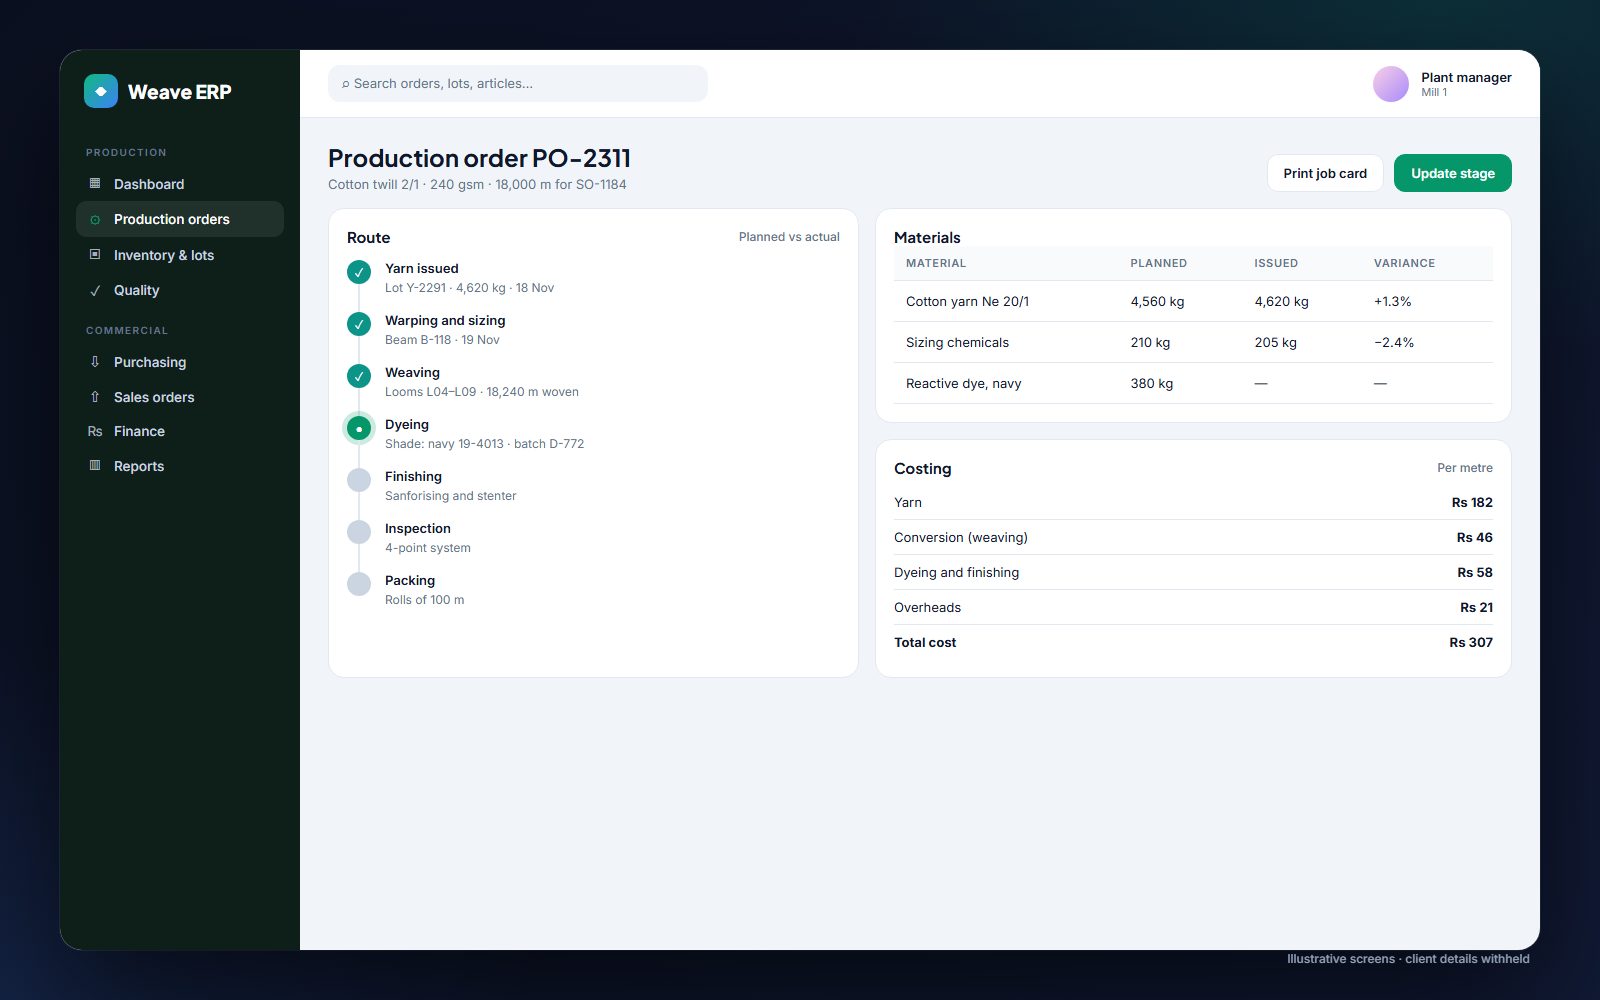 Weave ERP
PRODUCTION
Dashboard
Production orders
Inventory & lots
✓ Quality
COMMERCIAL
⇩ Purchasing
⇧ Sales orders
Rs Finance
Reports
Search orders, lots, articles...
Plant manager
Mill 1
Production order PO-2311
Cotton twill 2/1 · 240 gsm · 18,000 m for SO-1184
Print job card
Update stage
Route
Planned vs actual
✓ Yarn issued
Lot Y-2291 · 4,620 kg · 18 Nov
✓ Warping and sizing
Beam B-118 · 19 Nov
✓ Weaving
Looms L04–L09 · 18,240 m woven
Dyeing
Shade: navy 19-4013 · batch D-772
Finishing
Sanforising and stenter
Inspection
4-point system
Packing
Rolls of 100 m
Materials
MATERIAL PLANNED ISSUED VARIANCE
Cotton yarn Ne 20/1 4,560 kg 4,620 kg +1.3%
Sizing chemicals 210 kg 205 kg −2.4%
Reactive dye, navy 380 kg — —
Costing
Per metre
Yarn Rs 182
Conversion (weaving) Rs 46
Dyeing and finishing Rs 58
Overheads Rs 21
Total cost Rs 307
Illustrative screens · client details withheld